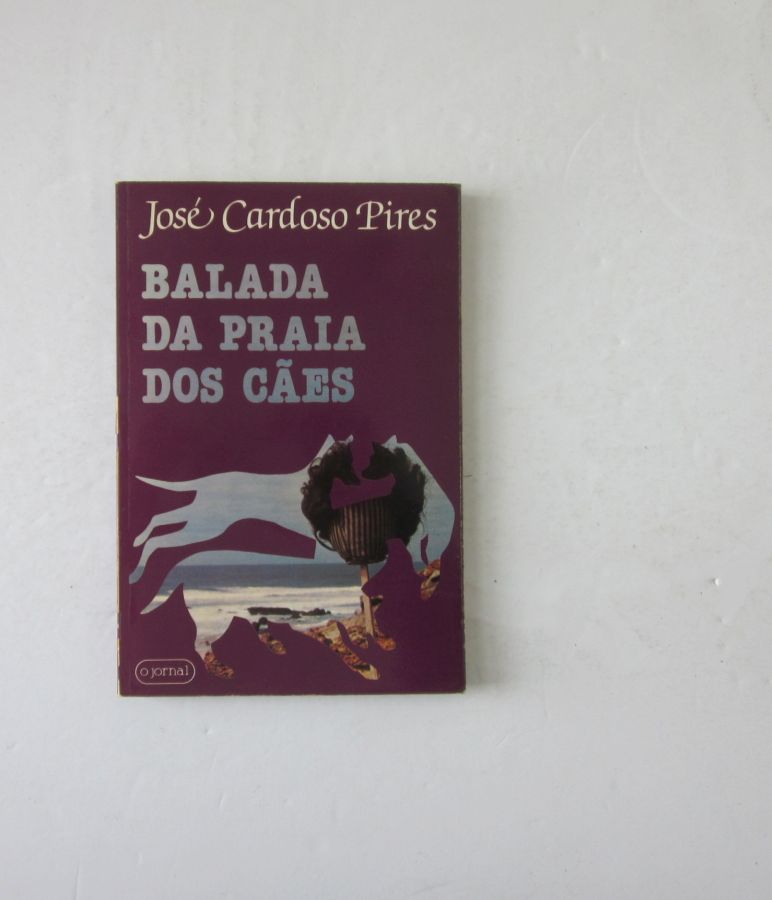 José Cardoso Pires
BALADA
DA PRAIA
DOS CÃES
o jornal